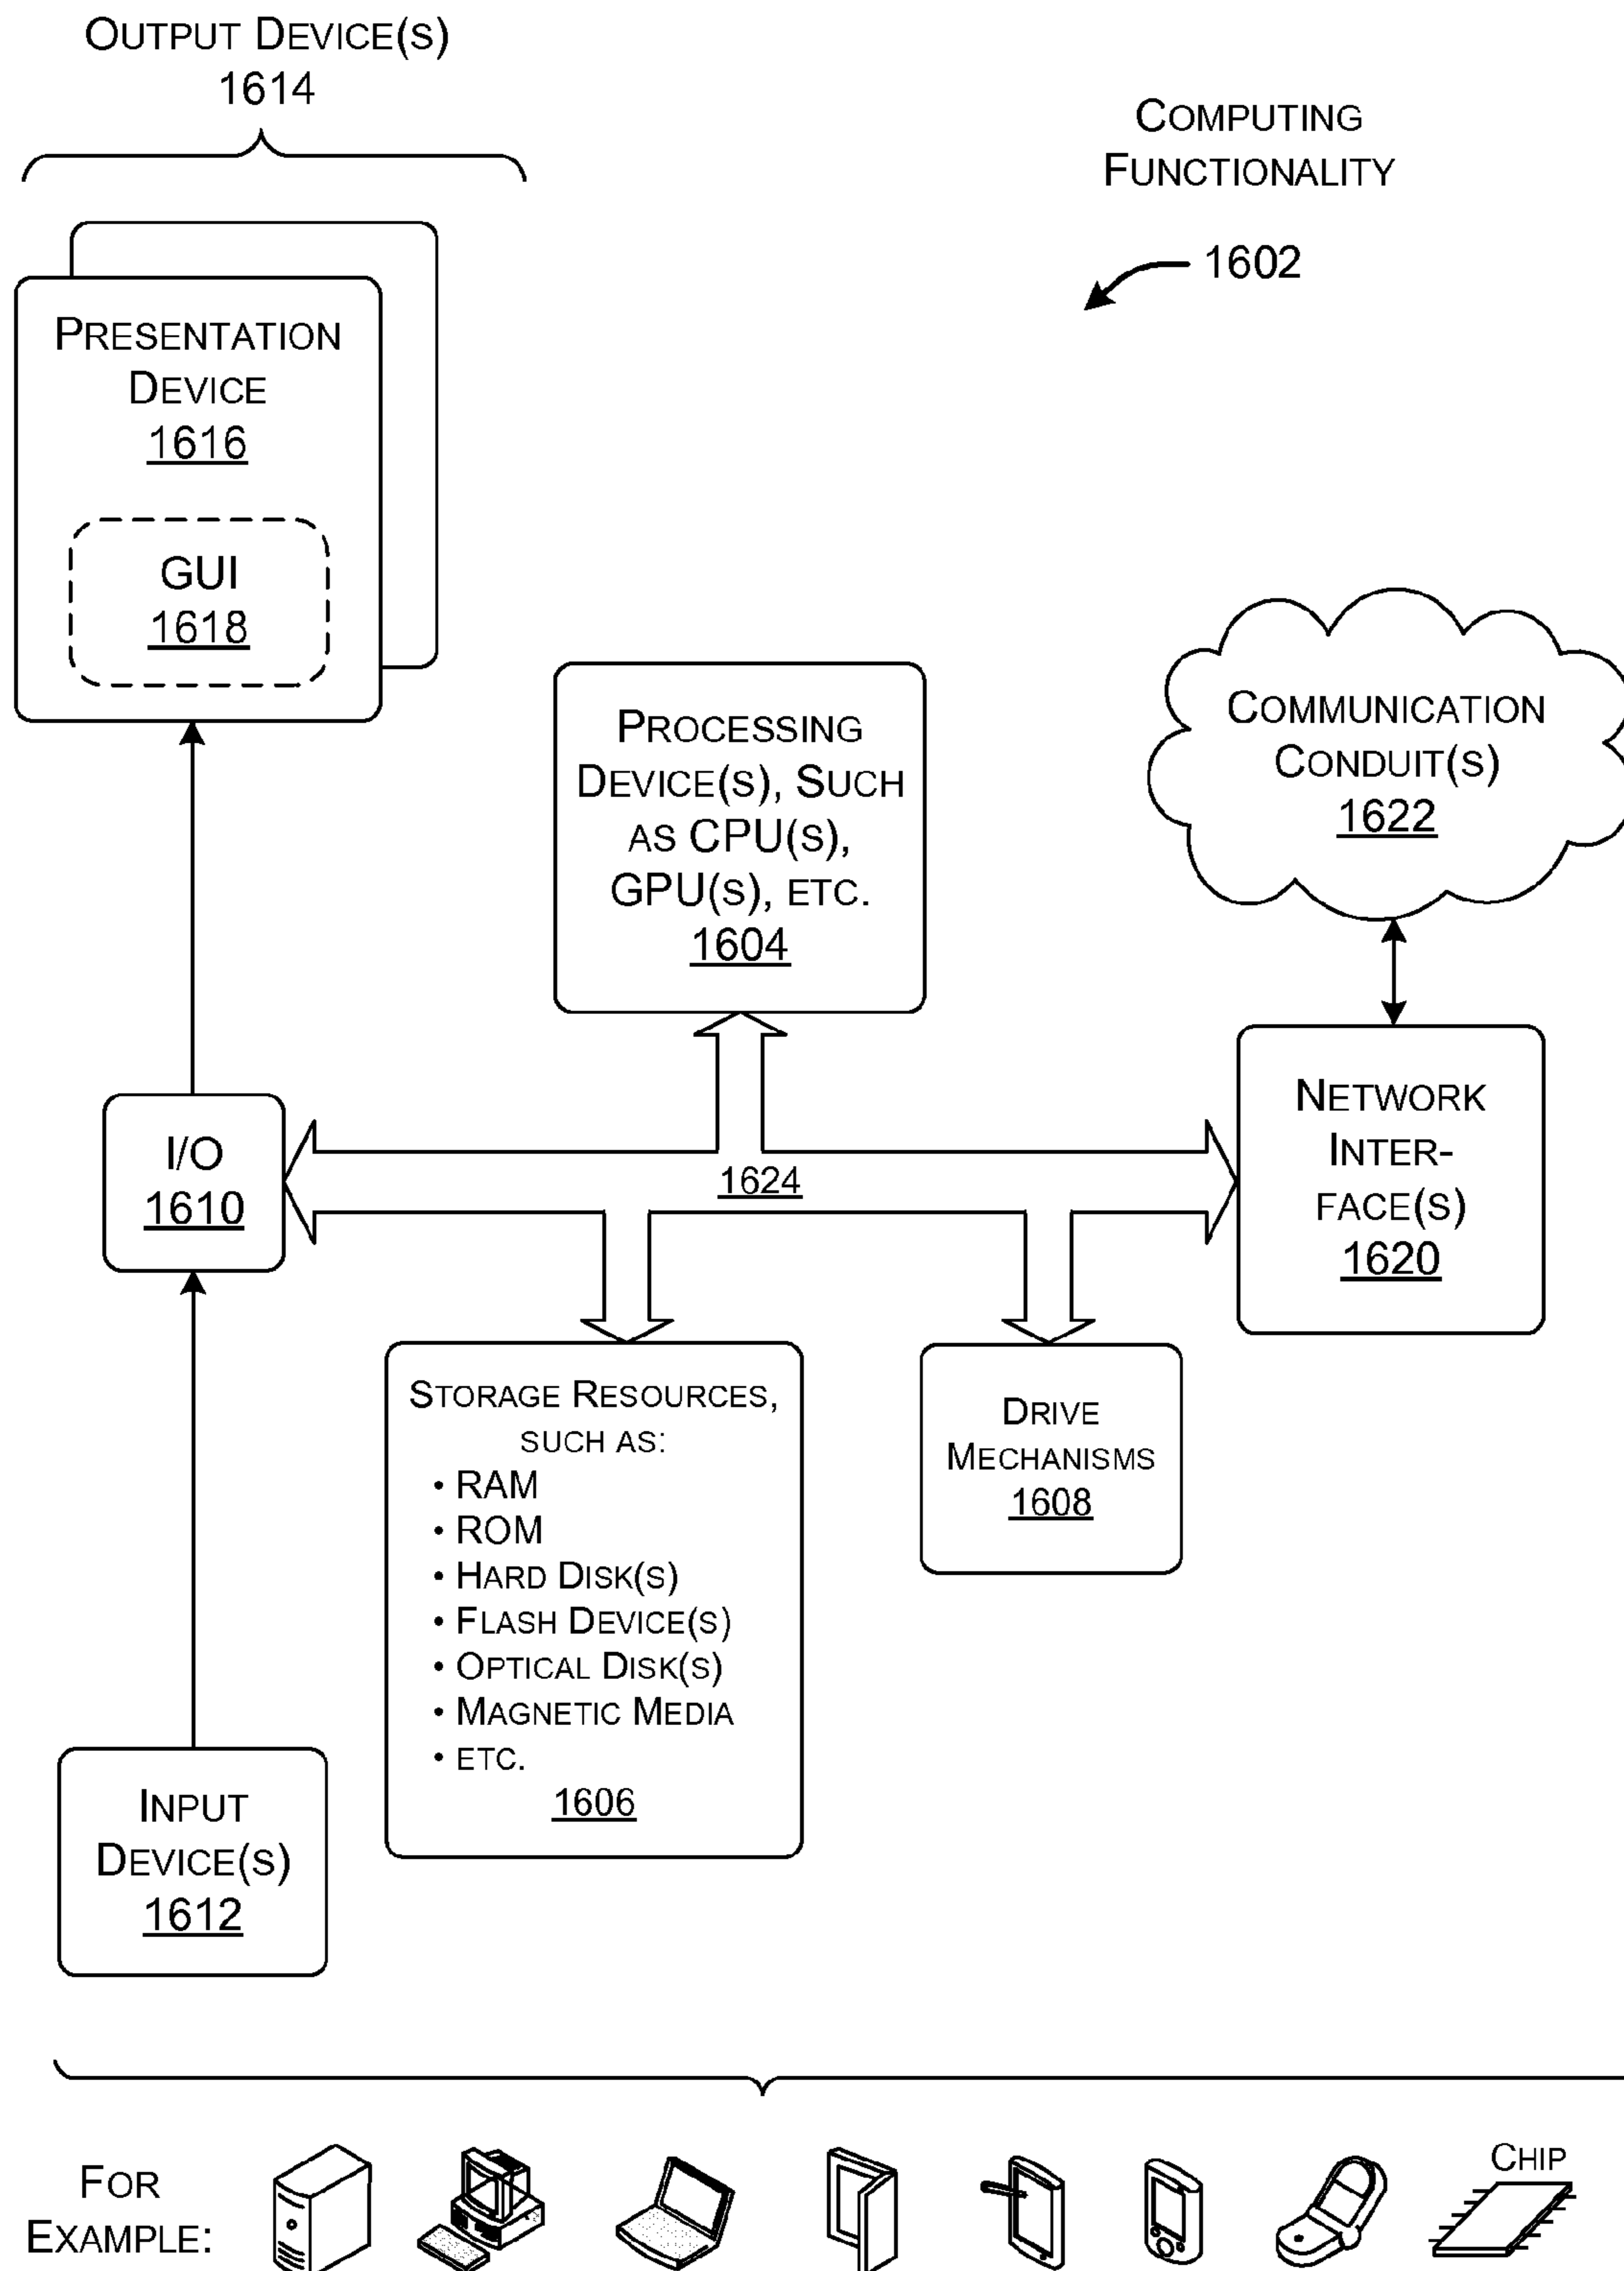 OUTPUT DEVICE(S)
1614
COMPUTING
FUNCTIONALITY
1602
PRESENTATION
DEVICE
1616
GUI
1618
PROCESSING
DEVICE(S), SUCH
AS CPU(S),
GPU(S), ETC.
1604
COMMUNICATION
CONDUIT(S)
1622
I/O
1610
1624
NETWORK
INTER-
FACE(S)
1620
STORAGE RESOURCES,
SUCH AS:
• RAM
• ROM
• HARD DISK(S)
• FLASH DEVICE(S)
• OPTICAL DISK(S)
• MAGNETIC MEDIA
• ETC.
1606
DRIVE
MECHANISMS
1608
INPUT
DEVICE(S)
1612
FOR
EXAMPLE:
CHIP